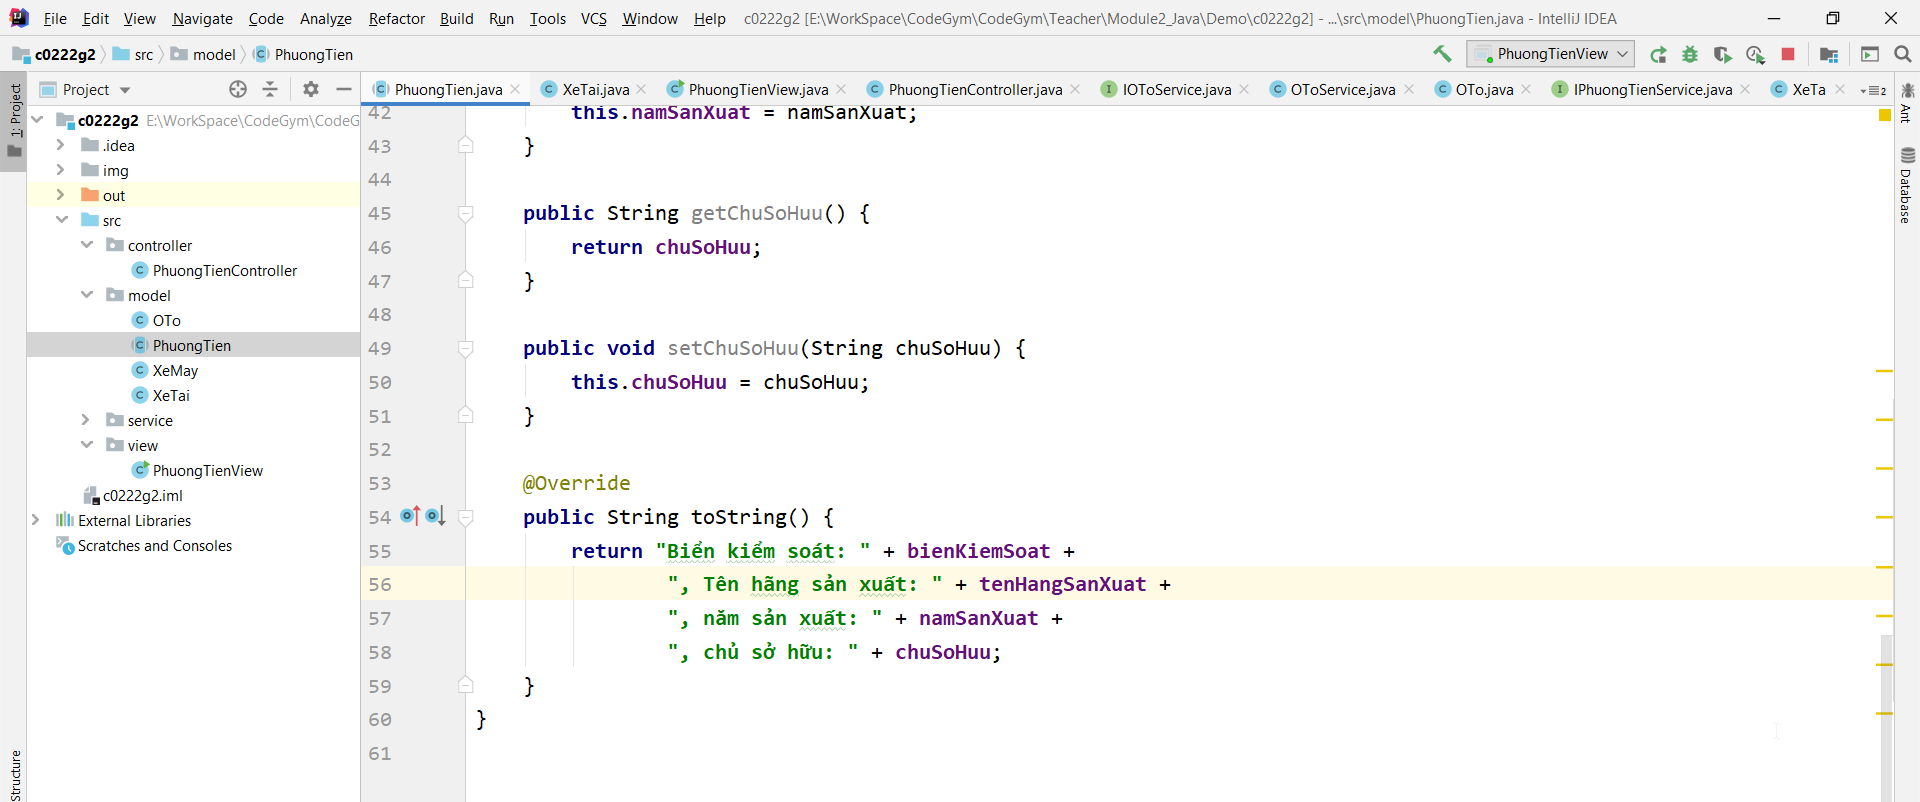 File Edit View Navigate Code Analyze Refactor Build Run Tools VCS Window Help c0222g2 [E:\WorkSpace\CodeGym\CodeGym\Teacher\Module2_Java\Demo\c0222g2] - ...\src\model\PhuongTien.java - IntelliJ IDEA
c0222g2 src model PhuongTien PhuongTienView
Project PhuongTien.java XeTai.java PhuongTienView.java PhuongTienController.java IOToService.java OToService.java OTo.java IPhuongTienService.java XeTa 2
1: Project
Structure
Ant
Database
c0222g2 E:\WorkSpace\CodeGym\CodeG
.idea
img
out
src
controller
PhuongTienController
model
OTo
PhuongTien
XeMay
XeTai
service
view
PhuongTienView
c0222g2.iml
External Libraries
Scratches and Consoles
42 this.namSanXuat = namSanXuat;
43 }
44
45 public String getChuSoHuu() {
46 return chuSoHuu;
47 }
48
49 public void setChuSoHuu(String chuSoHuu) {
50 this.chuSoHuu = chuSoHuu;
51 }
52
53 @Override
54 public String toString() {
55 return "Biển kiểm soát: " + bienKiemSoat +
56 ", Tên hãng sản xuất: " + tenHangSanXuat +
57 ", năm sản xuất: " + namSanXuat +
58 ", chủ sở hữu: " + chuSoHuu;
59 }
60 }
61